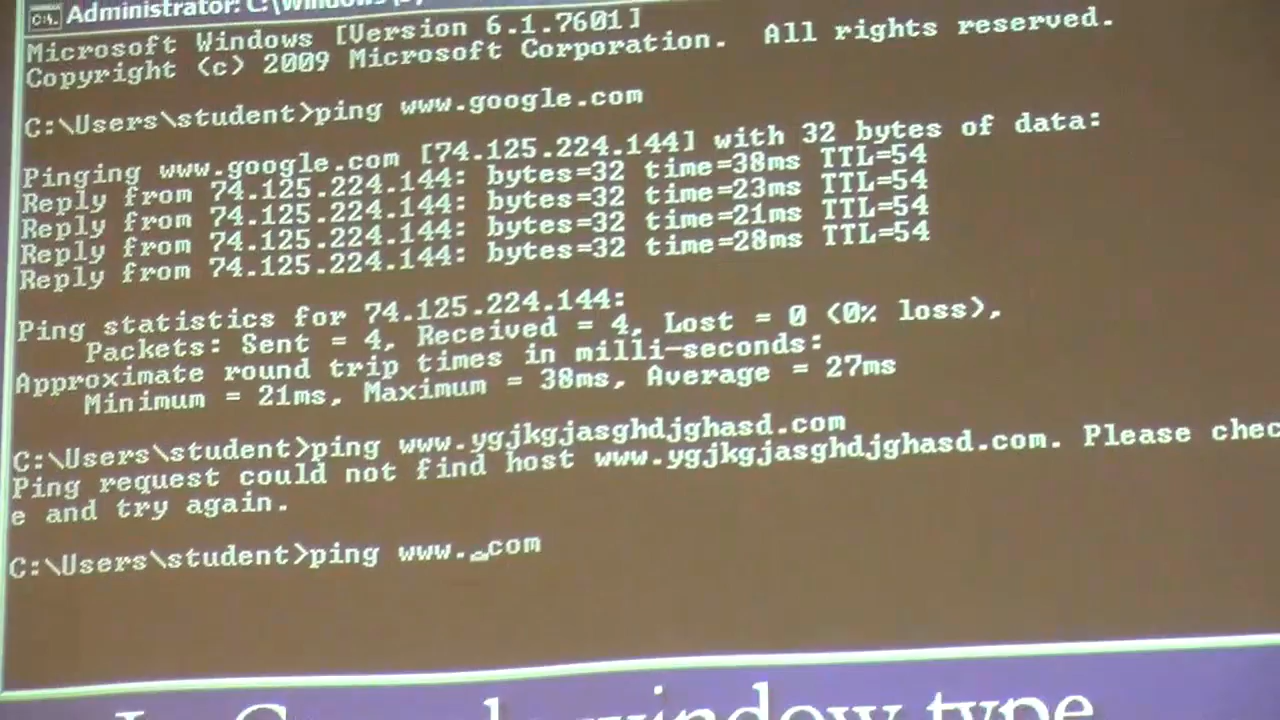 Administrator: C:\Windows\
Microsoft Windows [Version 6.1.7601]
Copyright (c) 2009 Microsoft Corporation.  All rights reserved.
C:\Users\student>ping www.google.com
Pinging www.google.com [74.125.224.144] with 32 bytes of data:
Reply from 74.125.224.144: bytes=32 time=38ms TTL=54
Reply from 74.125.224.144: bytes=32 time=23ms TTL=54
Reply from 74.125.224.144: bytes=32 time=21ms TTL=54
Reply from 74.125.224.144: bytes=32 time=28ms TTL=54
Ping statistics for 74.125.224.144:
Packets: Sent = 4, Received = 4, Lost = 0 (0% loss),
Approximate round trip times in milli-seconds:
Minimum = 21ms, Maximum = 38ms, Average = 27ms
C:\Users\student>ping www.ygjkgjasghdjghasd.com
Ping request could not find host www.ygjkgjasghdjghasd.com. Please chec
e and try again.
C:\Users\student>ping www._.com
window type